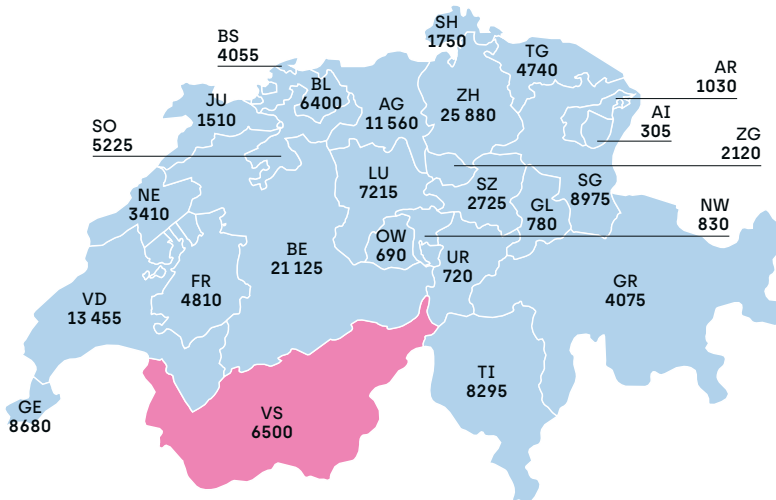 SH
1750
BS
4055
TG
4740
AR
1030
BL
6400
JU
1510
AG
11 560
ZH
25 880
AI
305
SO
5225
ZG
2120
LU
7215
SZ
2725
SG
8975
NE
3410
GL
780
NW
830
OW
690
BE
21 125
UR
720
FR
4810
GR
4075
VD
13 455
TI
8295
GE
8680
VS
6500